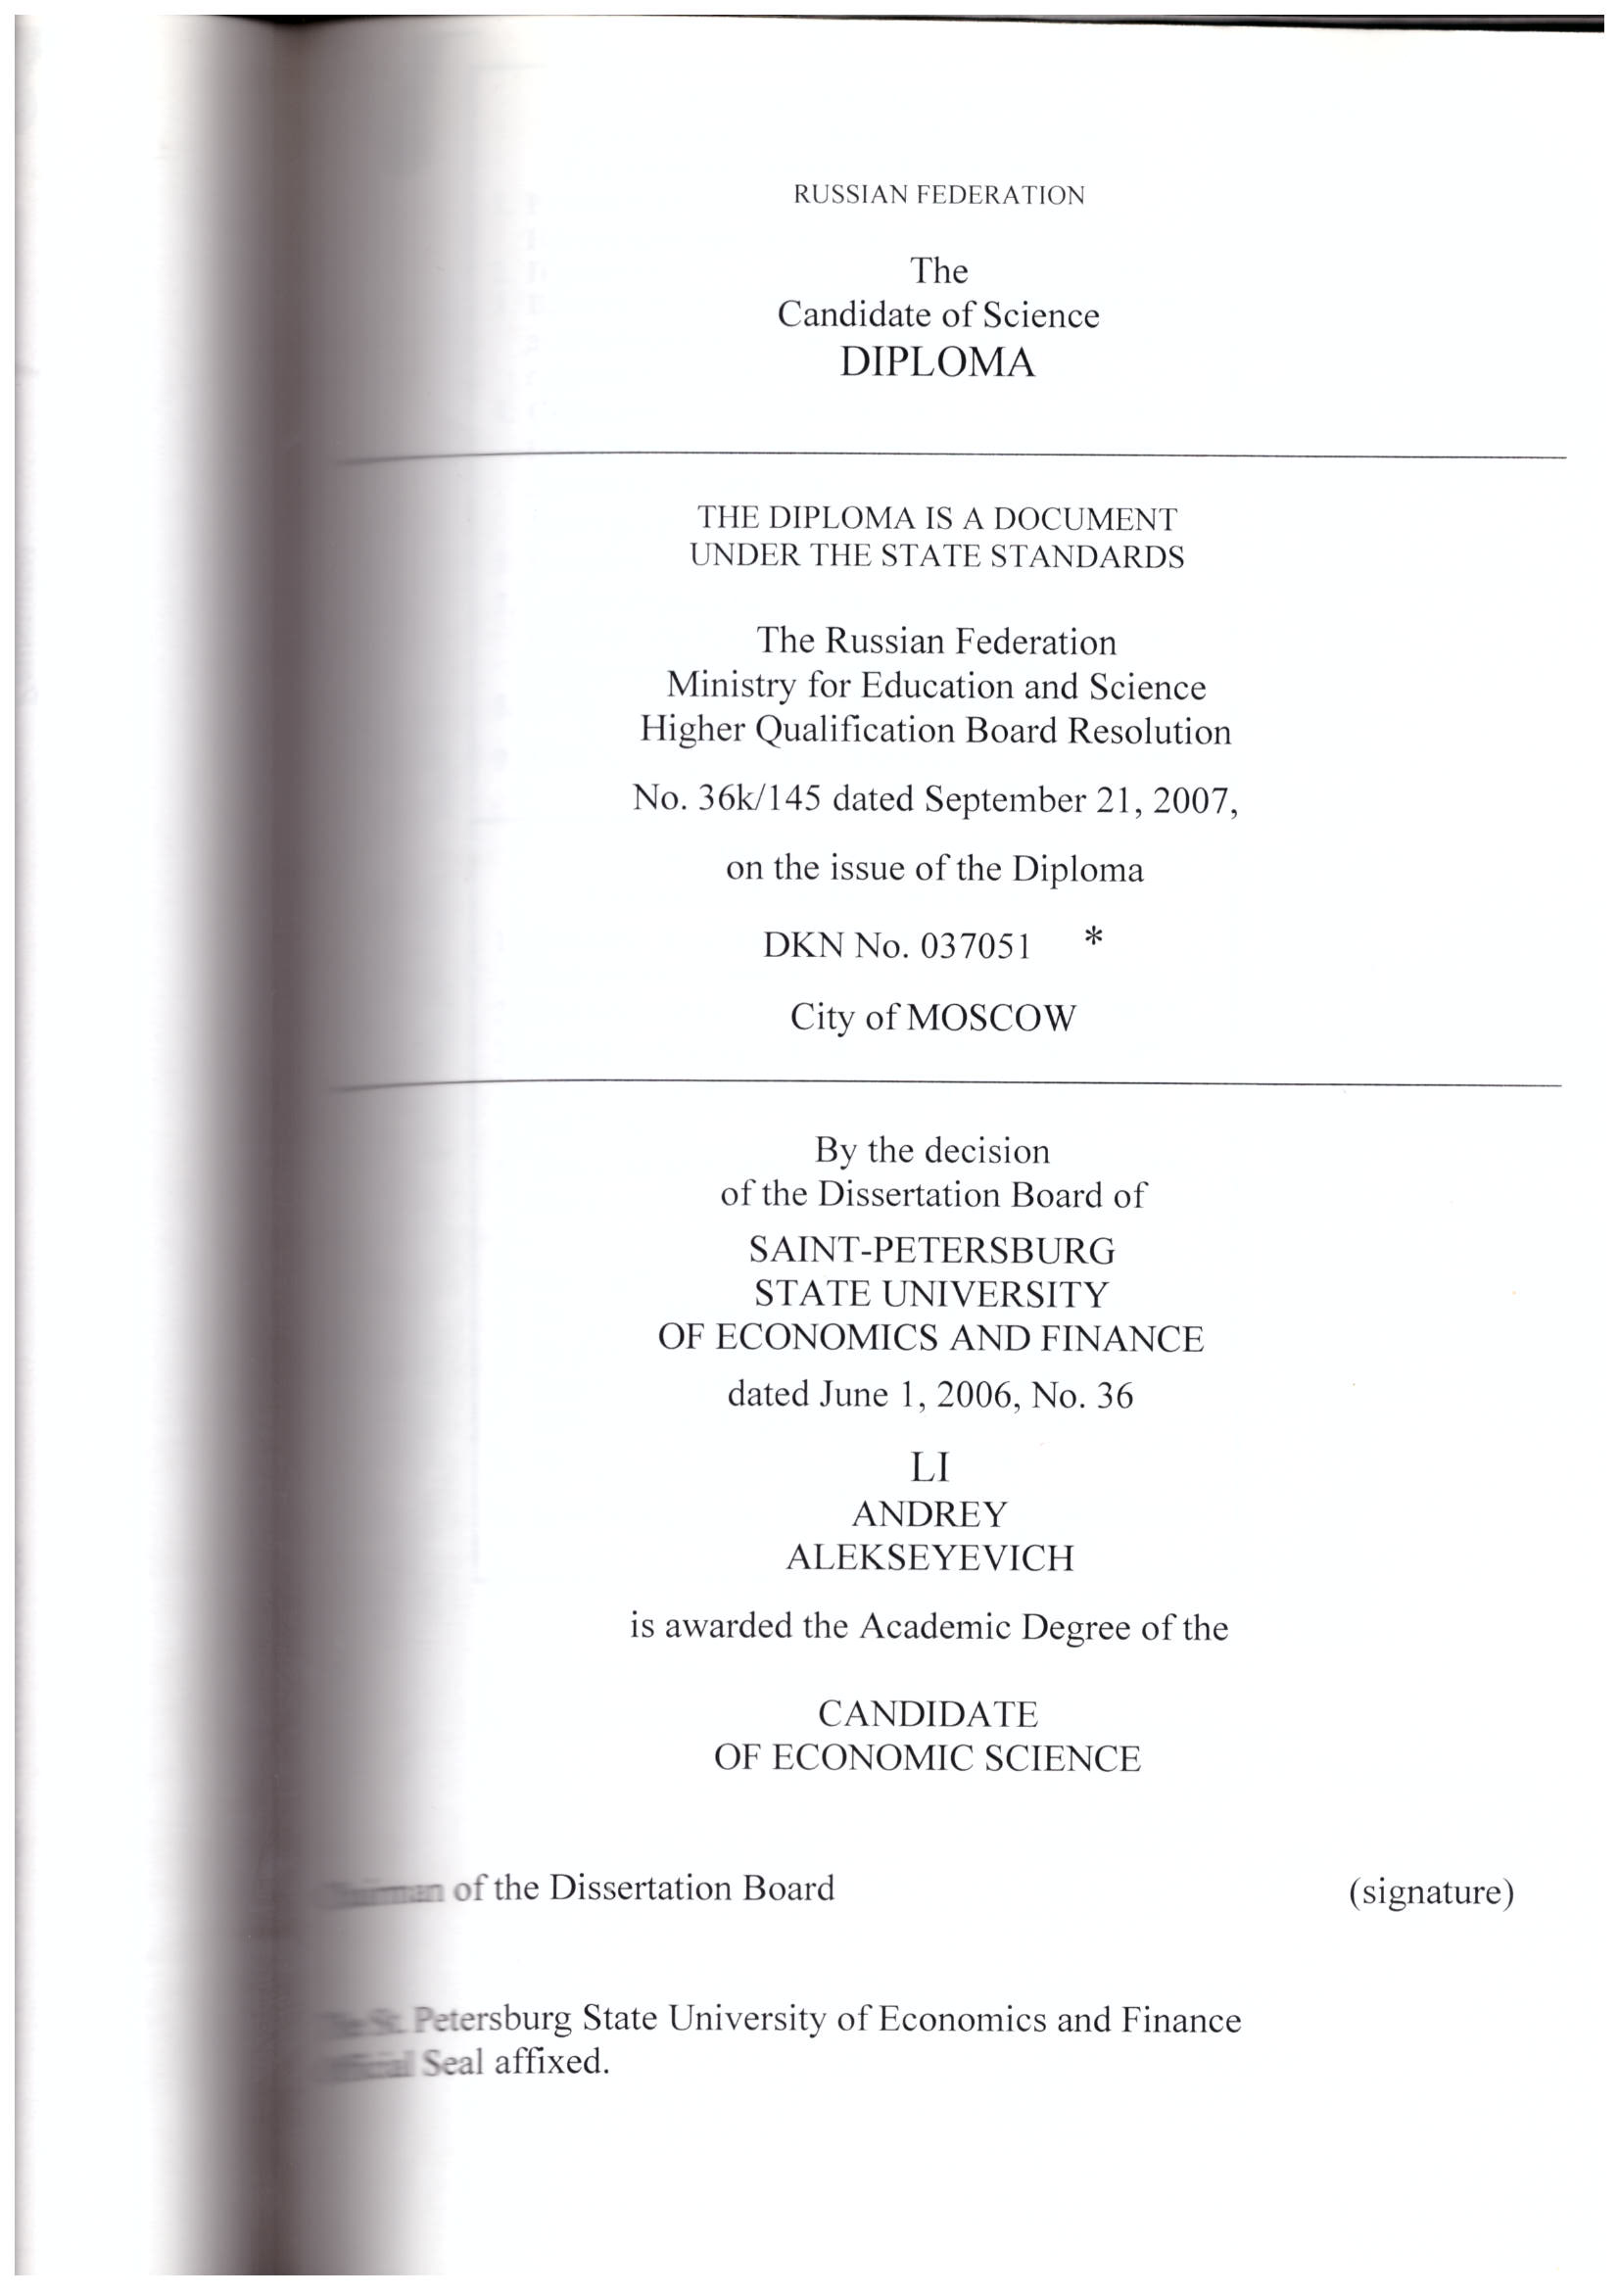 RUSSIAN FEDERATION
The
Candidate of Science
DIPLOMA
THE DIPLOMA IS A DOCUMENT
UNDER THE STATE STANDARDS
The Russian Federation
Ministry for Education and Science
Higher Qualification Board Resolution
No. 36k/145 dated September 21, 2007,
on the issue of the Diploma
DKN No. 037051 *
City of MOSCOW
By the decision
of the Dissertation Board of
SAINT-PETERSBURG
STATE UNIVERSITY
OF ECONOMICS AND FINANCE
dated June 1, 2006, No. 36
LI
ANDREY
ALEKSEYEVICH
is awarded the Academic Degree of the
CANDIDATE
OF ECONOMIC SCIENCE
Chairman of the Dissertation Board (signature)
The St. Petersburg State University of Economics and Finance
Official Seal affixed.